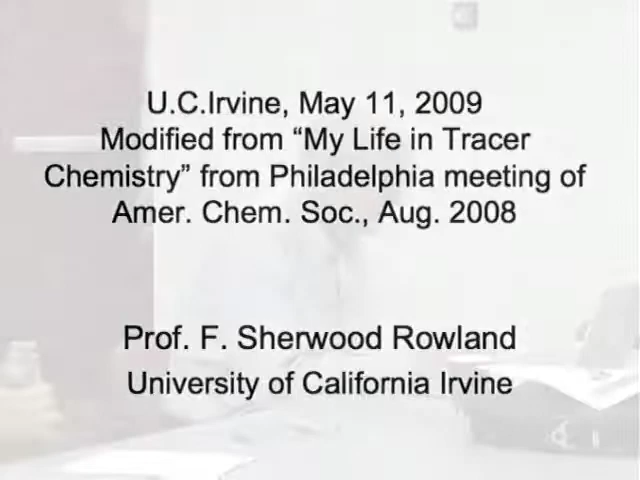 U.C.Irvine, May 11, 2009
Modified from “My Life in Tracer
Chemistry” from Philadelphia meeting of
Amer. Chem. Soc., Aug. 2008
Prof. F. Sherwood Rowland
University of California Irvine